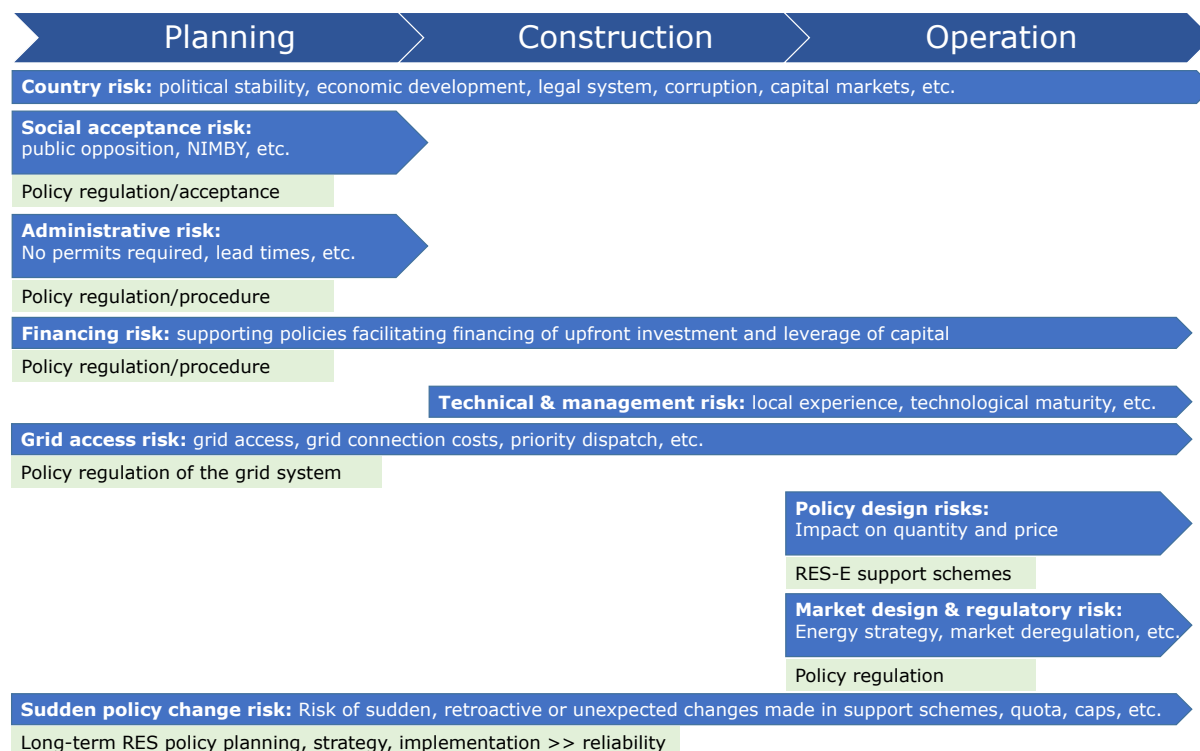 Planning
Construction
Operation
Country risk: political stability, economic development, legal system, corruption, capital markets, etc.
Social acceptance risk:
public opposition, NIMBY, etc.
Policy regulation/acceptance
Administrative risk:
No permits required, lead times, etc.
Policy regulation/procedure
Financing risk: supporting policies facilitating financing of upfront investment and leverage of capital
Policy regulation/procedure
Technical & management risk: local experience, technological maturity, etc.
Grid access risk: grid access, grid connection costs, priority dispatch, etc.
Policy regulation of the grid system
Policy design risks:
Impact on quantity and price
RES-E support schemes
Market design & regulatory risk:
Energy strategy, market deregulation, etc.
Policy regulation
Sudden policy change risk: Risk of sudden, retroactive or unexpected changes made in support schemes, quota, caps, etc.
Long-term RES policy planning, strategy, implementation >> reliability